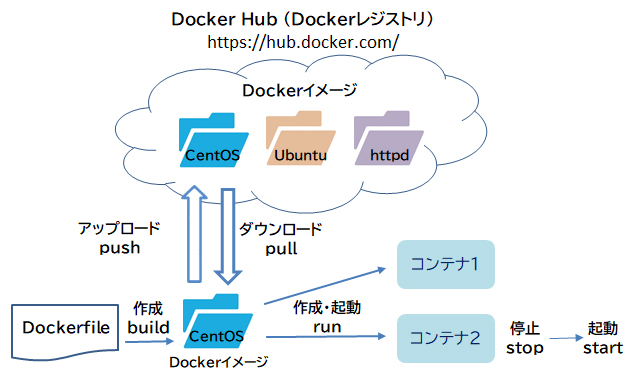 Docker Hub（Dockerレジストリ）
https://hub.docker.com/
Dockerイメージ
CentOS
Ubuntu
httpd
アップロード
push
ダウンロード
pull
Dockerfile
作成
build
CentOS
Dockerイメージ
作成・起動
run
コンテナ1
コンテナ2
停止
stop
起動
start